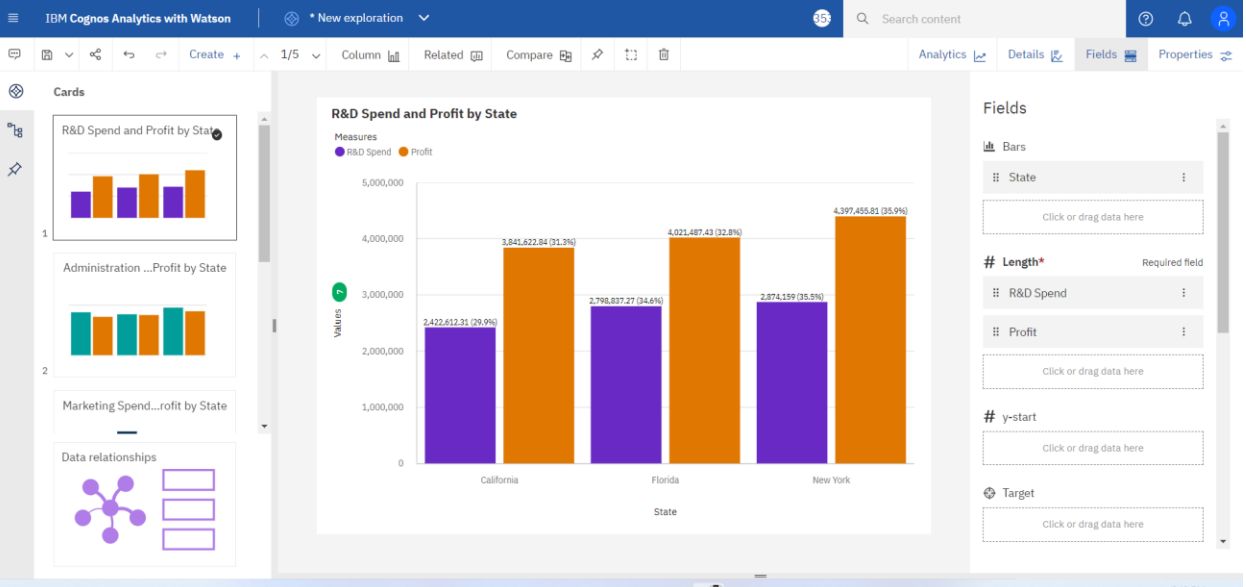 IBM Cognos Analytics with Watson
* New exploration
353
Search content
Create +
1/5
Column
Related
Compare
Analytics
Details
Fields
Properties
Cards
R&D Spend and Profit by State
1
Administration ...Profit by State
2
Marketing Spend...rofit by State
Data relationships
R&D Spend and Profit by State
Measures
R&D Spend
Profit
5,000,000
4,000,000
3,000,000
2,000,000
1,000,000
0
Values
7
2,422,612.31 (29.9%)
3,841,622.84 (31.3%)
2,798,837.27 (34.6%)
4,021,487.43 (32.8%)
2,874,159 (35.5%)
4,397,455.81 (35.9%)
California
Florida
New York
State
Fields
Bars
State
Click or drag data here
# Length*
Required field
R&D Spend
Profit
Click or drag data here
# y-start
Click or drag data here
Target
Click or drag data here